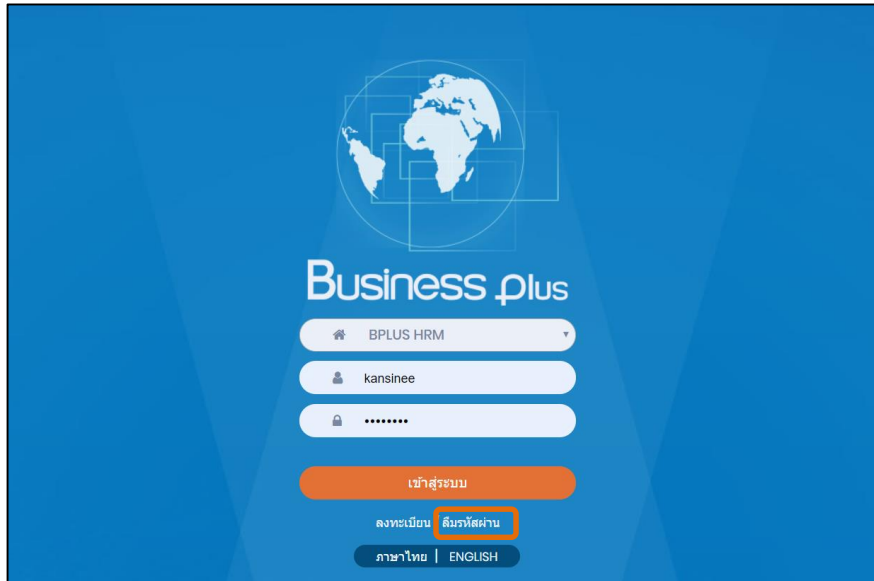 Business Plus
BPLUS HRM
kansinee
••••••••
เข้าสู่ระบบ
ลงทะเบียน ลืมรหัสผ่าน
ภาษาไทย | ENGLISH